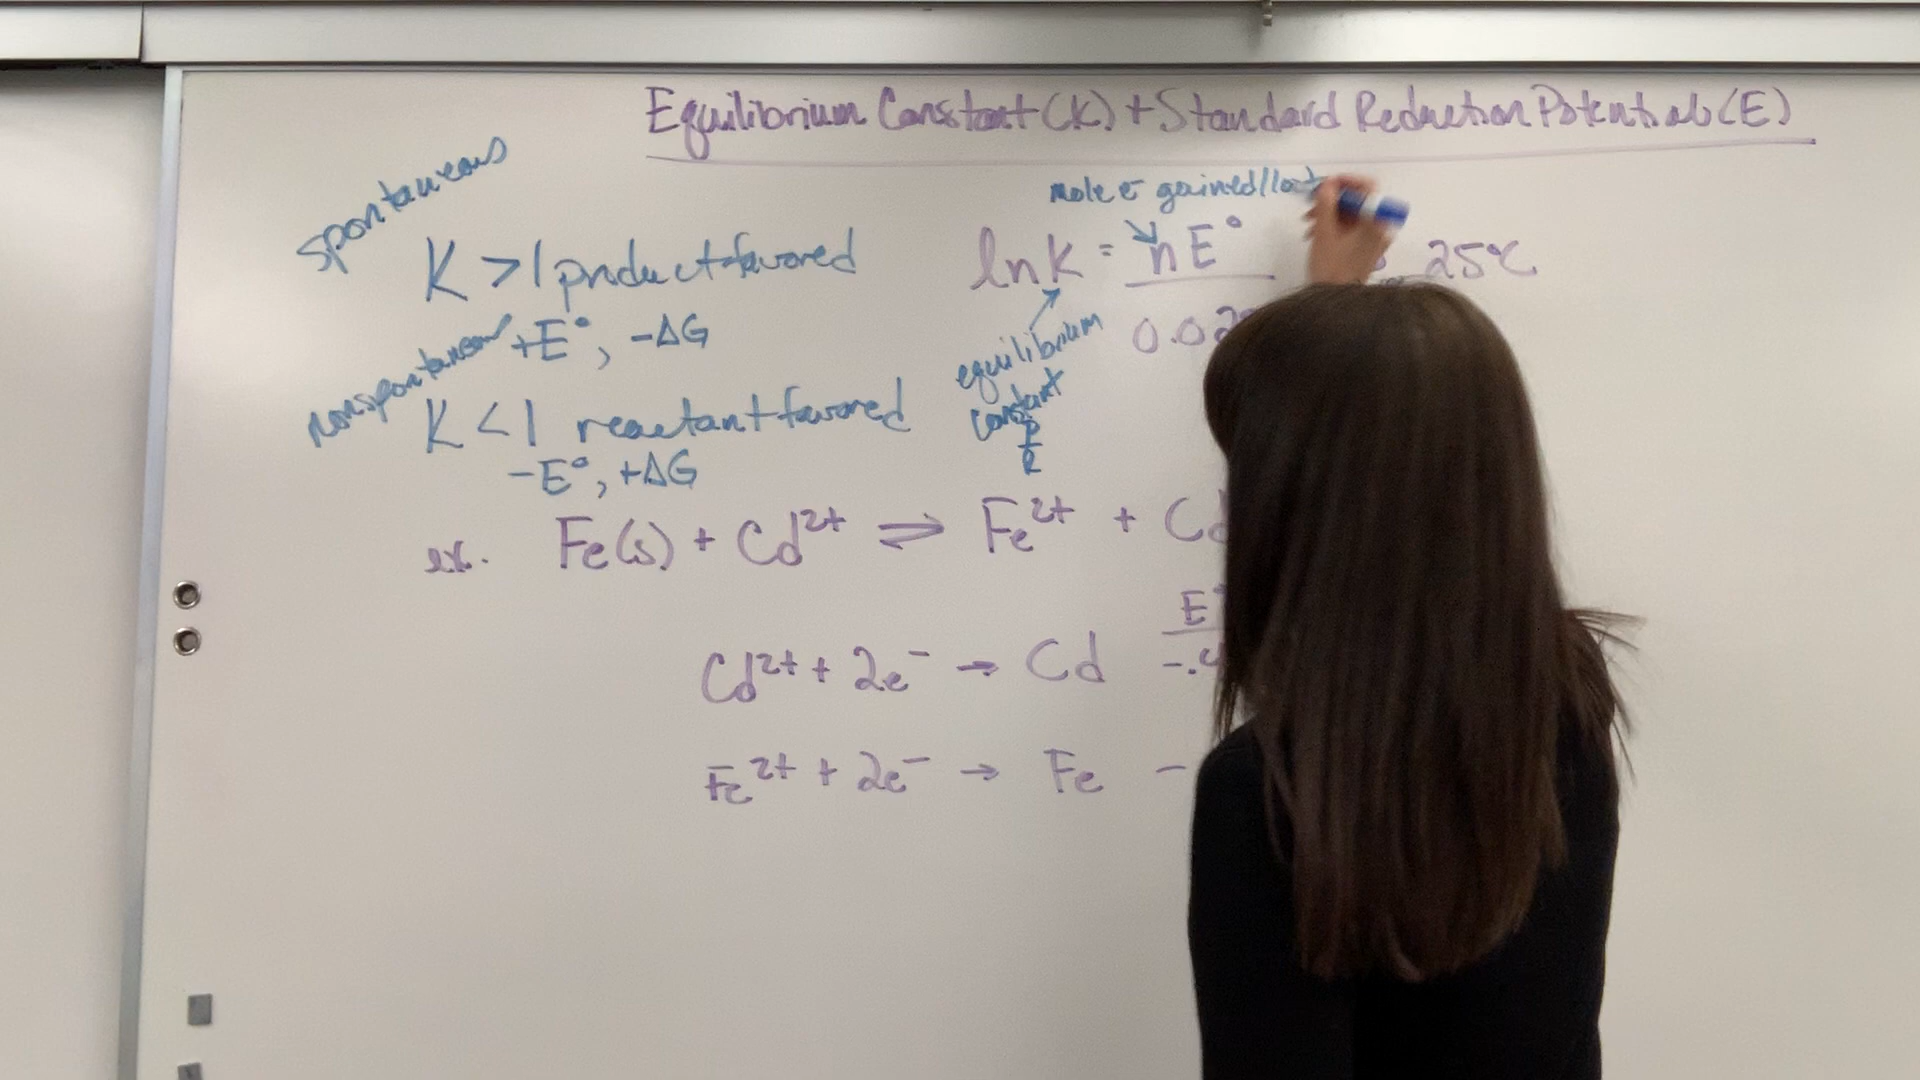 Equilibrium Constant (K) + Standard Reduction Potentials (E)
spontaneous
K >1 product favored
+E°, -ΔG
nonspontaneous
K <1 reactant favored
-E°, +ΔG
mole e⁻ gained/lost
ln K = nE°
25°C
equilibrium
constant
P
R
ex. Fe(s) + Cd²⁺ ⇌ Fe²⁺ +
Cd²⁺ + 2e⁻ → Cd
Fe²⁺ + 2e⁻ → Fe -